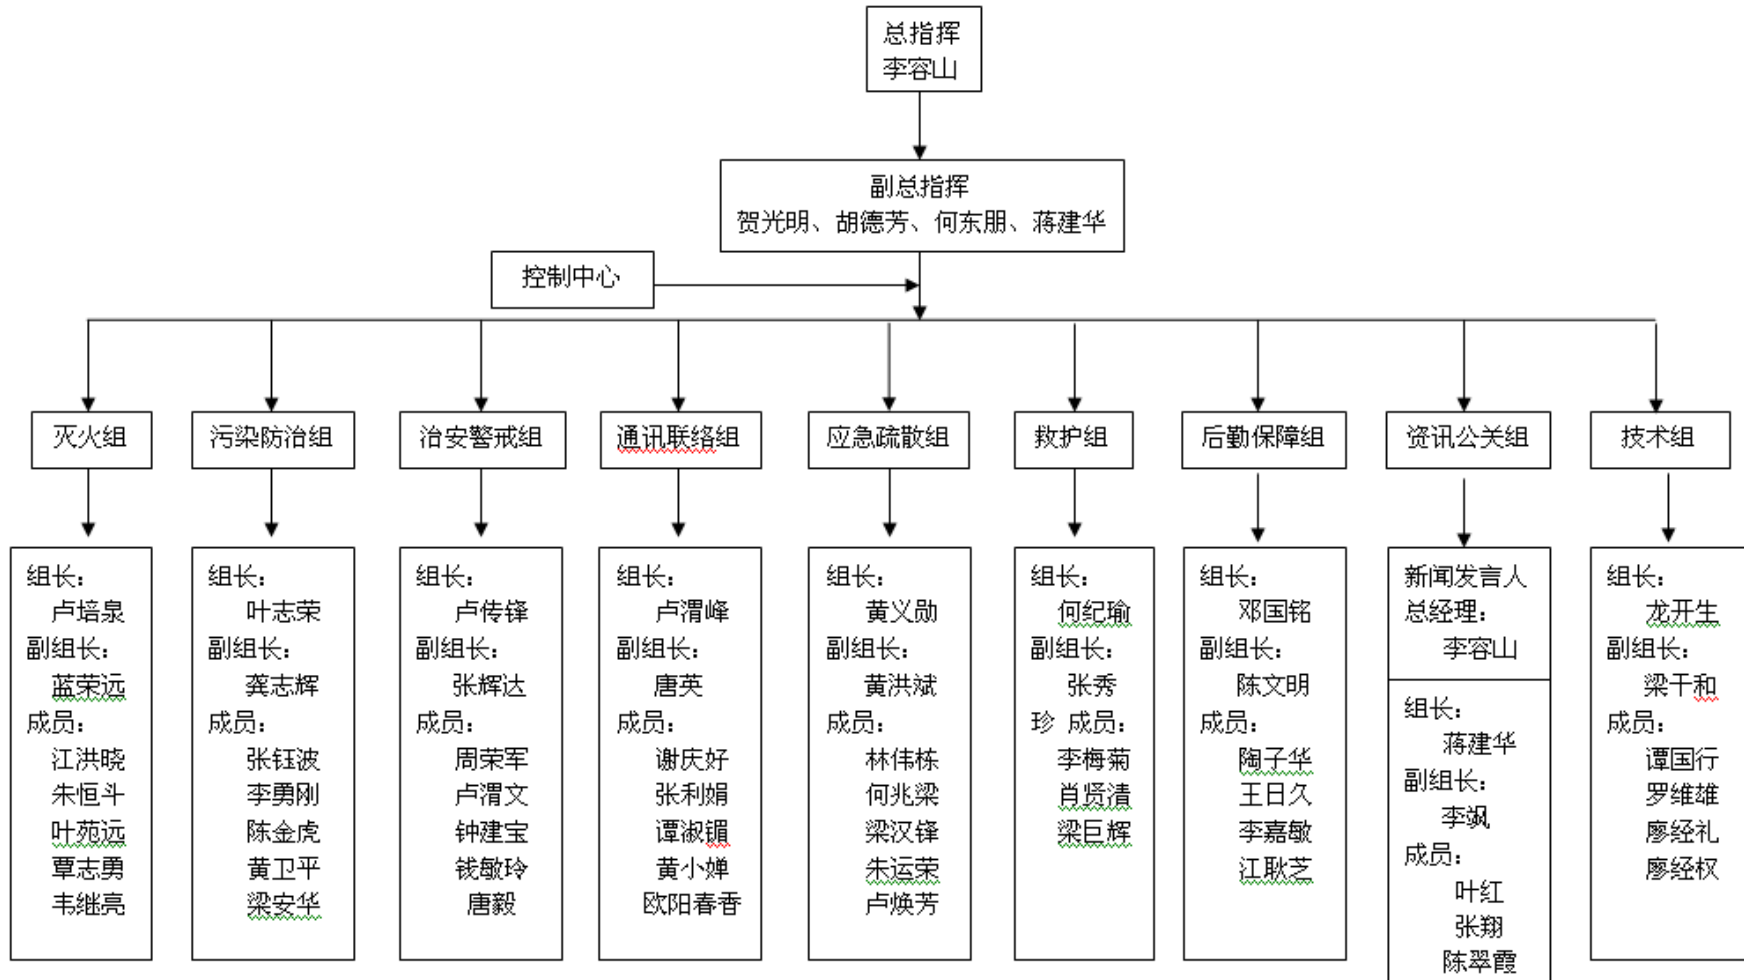 总指挥
李容山
副总指挥
贺光明、胡德芳、何东朋、蒋建华
控制中心
灭火组
污染防治组
治安警戒组
通讯联络组
应急疏散组
救护组
后勤保障组
资讯公关组
技术组
组长：
卢培泉
副组长：
蓝荣远
成员：
江洪晓
朱恒斗
叶苑远
覃志勇
韦继亮
组长：
叶志荣
副组长：
龚志辉
成员：
张钰波
李勇刚
陈金虎
黄卫平
梁安华
组长：
卢传锋
副组长：
张辉达
成员：
周荣军
卢渭文
钟建宝
钱敏玲
唐毅
组长：
卢渭峰
副组长：
唐英
成员：
谢庆好
张利娟
谭淑镅
黄小婵
欧阳春香
组长：
黄义勋
副组长：
黄洪斌
成员：
林伟栋
何兆梁
梁汉锋
朱运荣
卢焕芳
组长：
何纪瑜
副组长：
张秀
珍 成员：
李梅菊
肖贤清
梁巨辉
组长：
邓国铭
副组长：
陈文明
成员：
陶子华
王日久
李嘉敏
江耿芝
新闻发言人
总经理：
李容山
组长：
蒋建华
副组长：
李飒
成员：
叶红
张翔
陈翠霞
组长：
龙开生
副组长：
梁干和
成员：
谭国行
罗维雄
廖经礼
廖经权